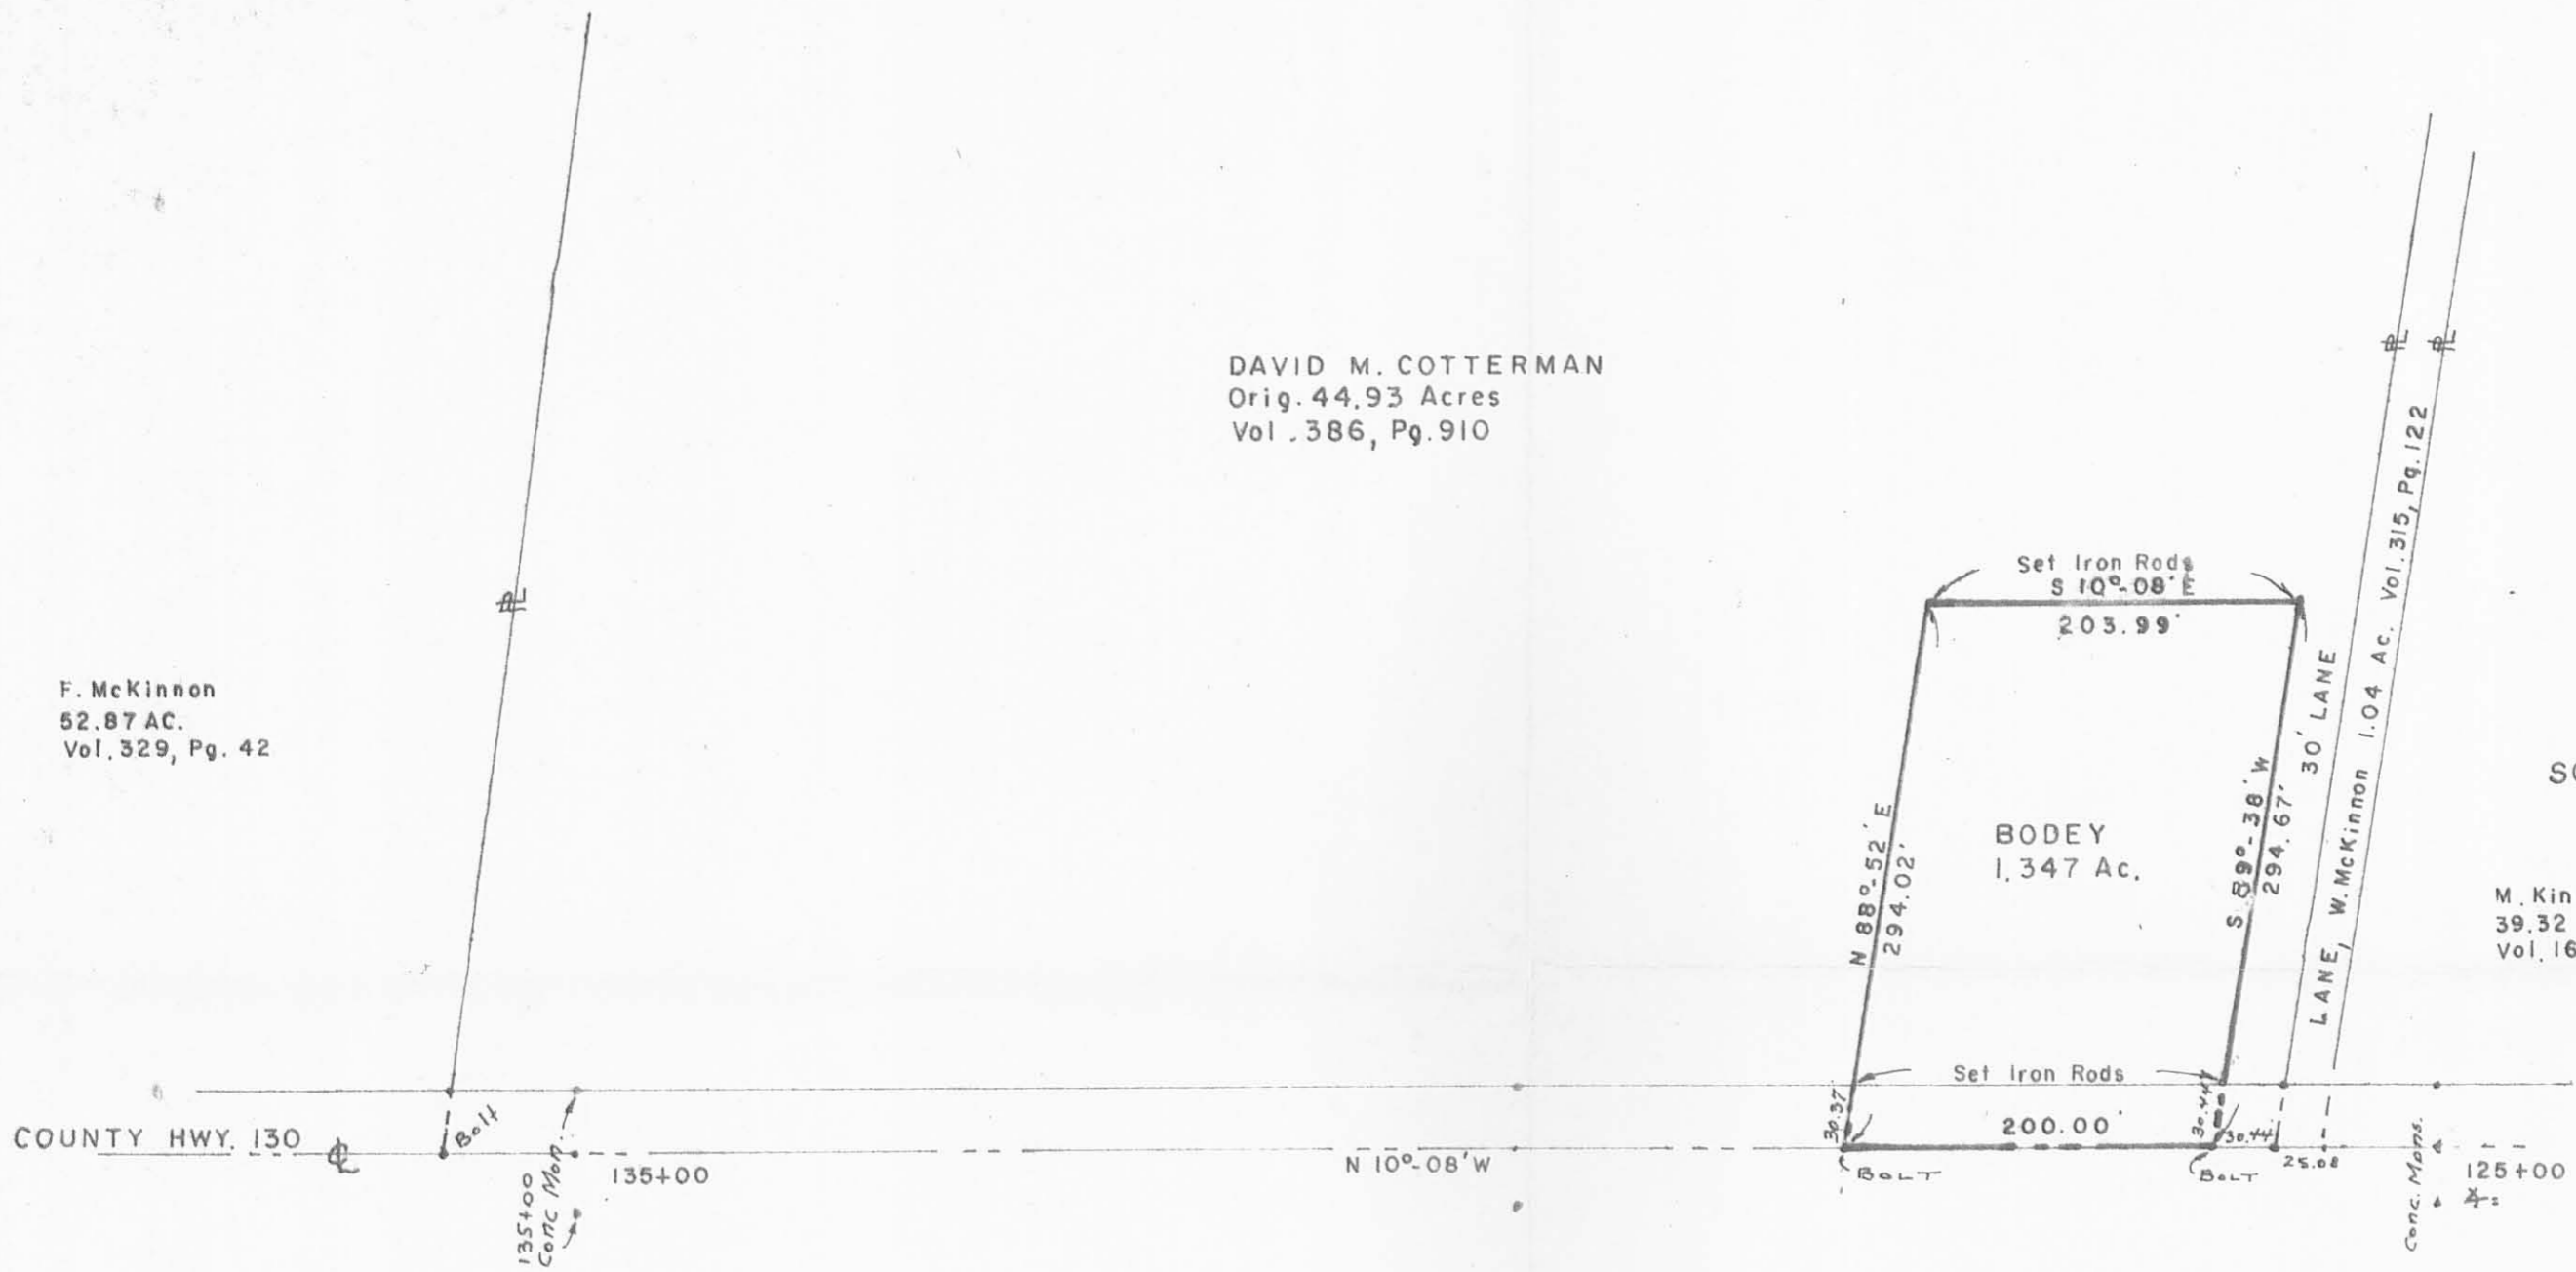 DAVID M. COTTERMAN
Orig. 44.93 Acres
Vol. 386, Pg. 910
F. McKinnon
52.87 AC.
Vol. 329, Pg. 42
Set Iron Rods
S 10°-08' E
203.99'
N 88°-52' E
294.02'
BODEY
1.347 Ac.
S 89°-38' W
294.67'
30' LANE
LANE, W. McKinnon 1.04 Ac. Vol. 315, Pg. 122
M. Kin
39.32
Vol. 16
Set Iron Rods
30.37
200.00'
30.44
30.44
25.08
BOLT
BOLT
COUNTY HWY. 130
Bolt
135+00
Conc Mon.
135+00
N 10°-08' W
Conc. Mons.
125+00